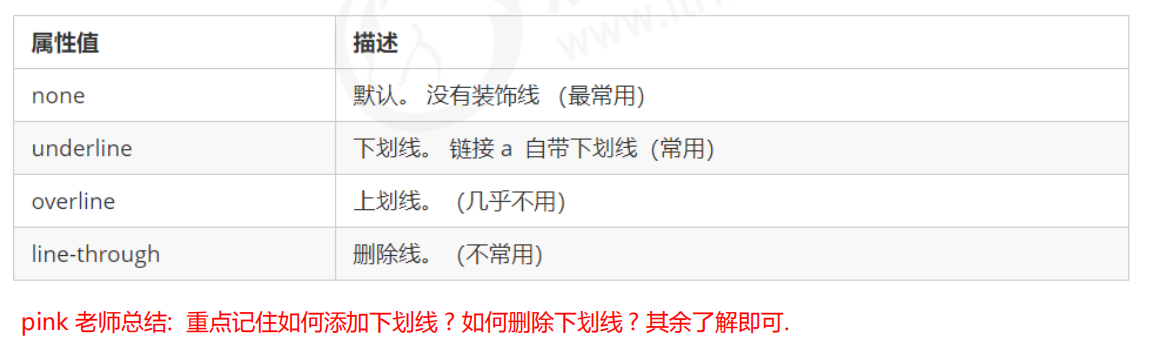 www.it
属性值 描述
none 默认。 没有装饰线 (最常用)
underline 下划线。 链接 a 自带下划线 (常用)
overline 上划线。 (几乎不用)
line-through 删除线。 (不常用)
pink 老师总结: 重点记住如何添加下划线 ? 如何删除下划线 ? 其余了解即可.